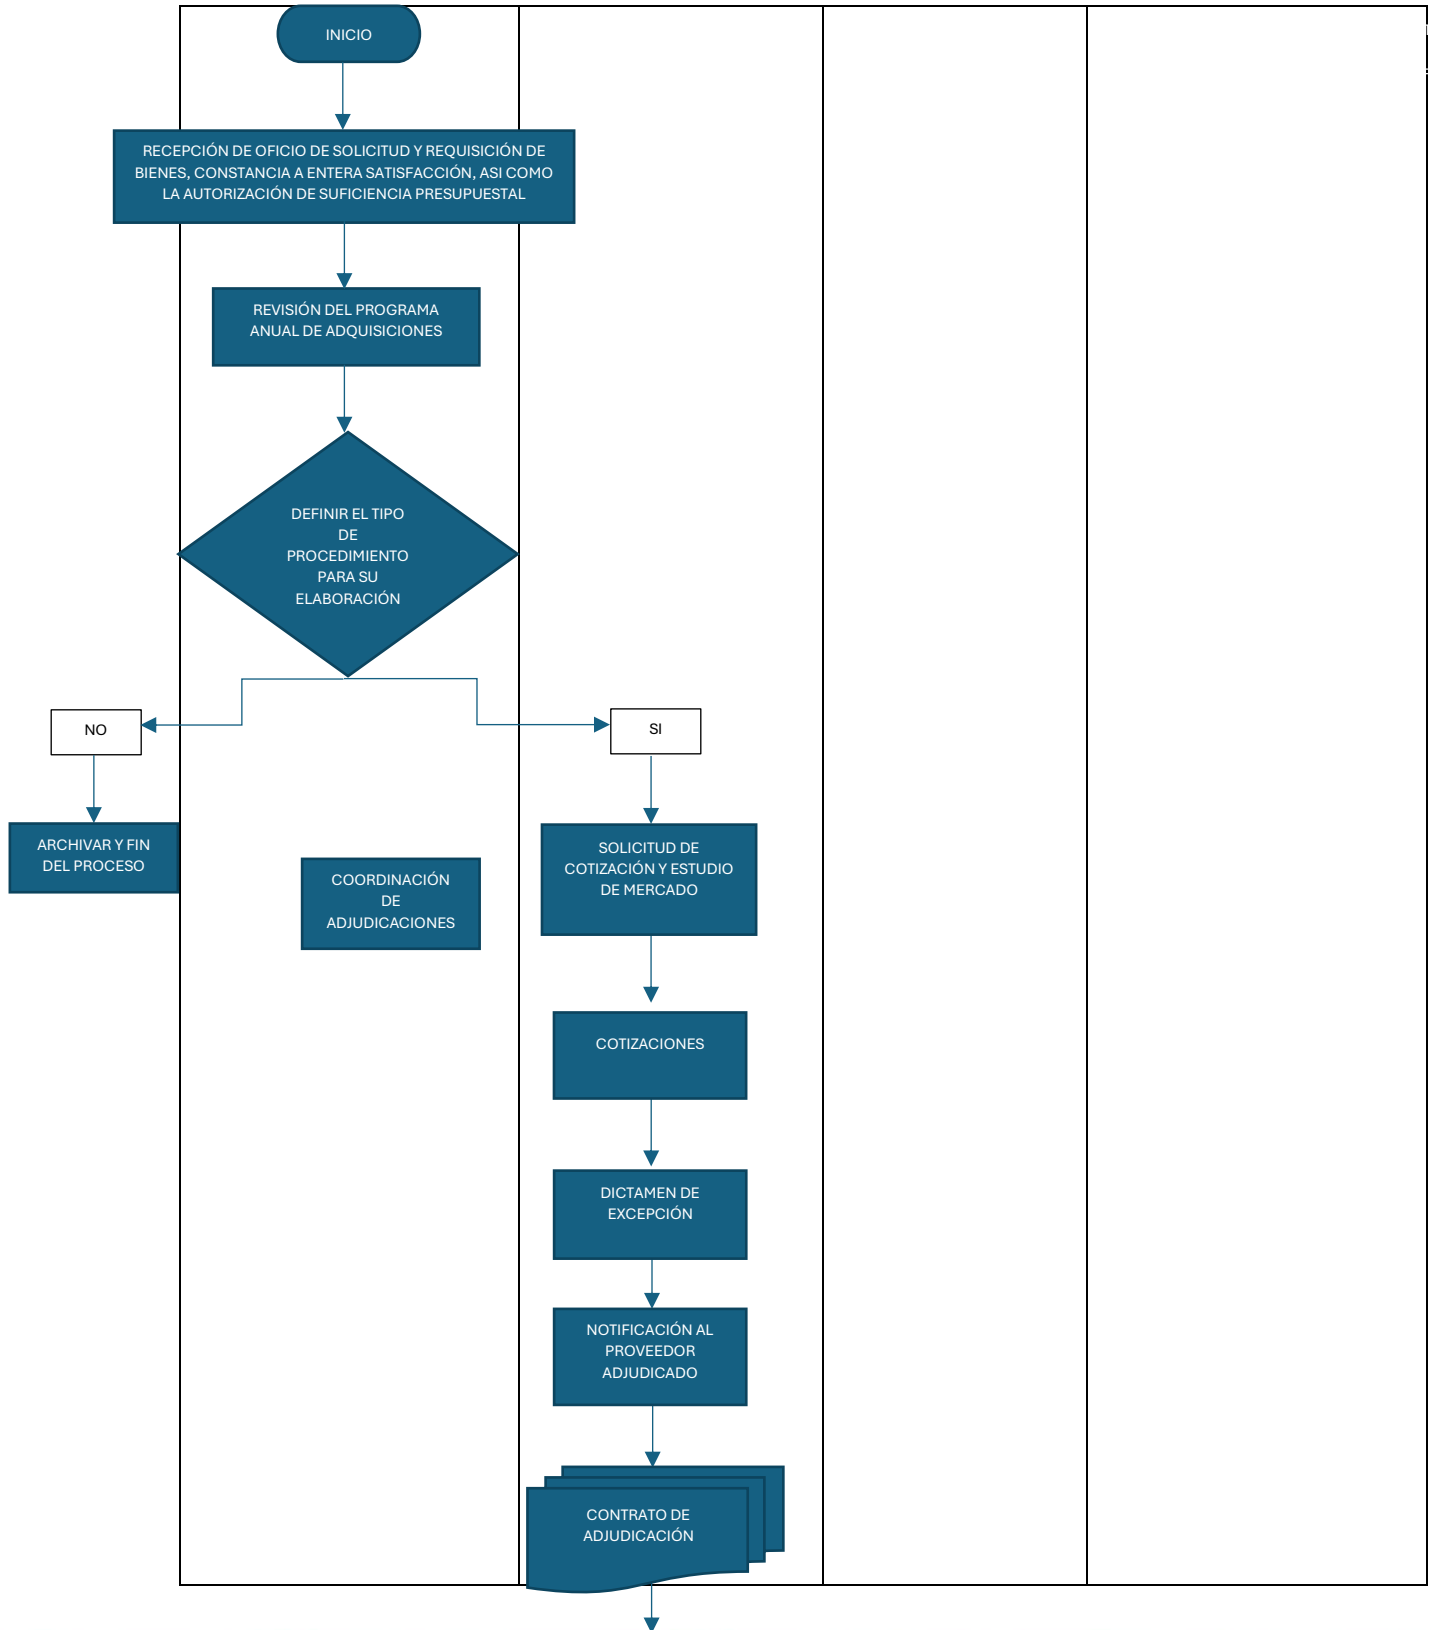 INICIO
RECEPCIÓN DE OFICIO DE SOLICITUD Y REQUISICIÓN DE
BIENES, CONSTANCIA A ENTERA SATISFACCIÓN, ASI COMO
LA AUTORIZACIÓN DE SUFICIENCIA PRESUPUESTAL
REVISIÓN DEL PROGRAMA
ANUAL DE ADQUISICIONES
DEFINIR EL TIPO
DE
PROCEDIMIENTO
PARA SU
ELABORACIÓN
NO
SI
ARCHIVAR Y FIN
DEL PROCESO
COORDINACIÓN
DE
ADJUDICACIONES
SOLICITUD DE
COTIZACIÓN Y ESTUDIO
DE MERCADO
COTIZACIONES
DICTAMEN DE
EXCEPCIÓN
NOTIFICACIÓN AL
PROVEEDOR
ADJUDICADO
CONTRATO DE
ADJUDICACIÓN